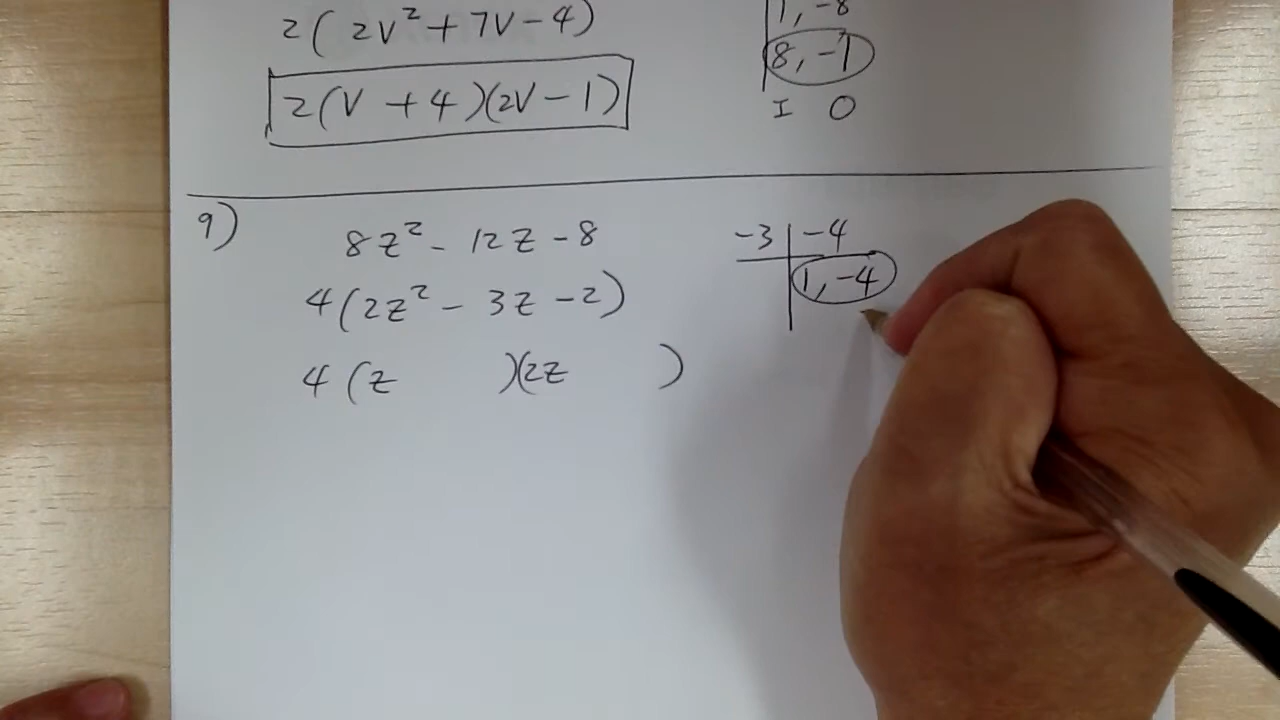 2(2v² + 7v - 4)
2(v + 4)(2v - 1)
1, -8
8, -1
I O
9)
8z² - 12z - 8
4(2z² - 3z - 2)
4(z )(2z )
-3 | -4
1, -4